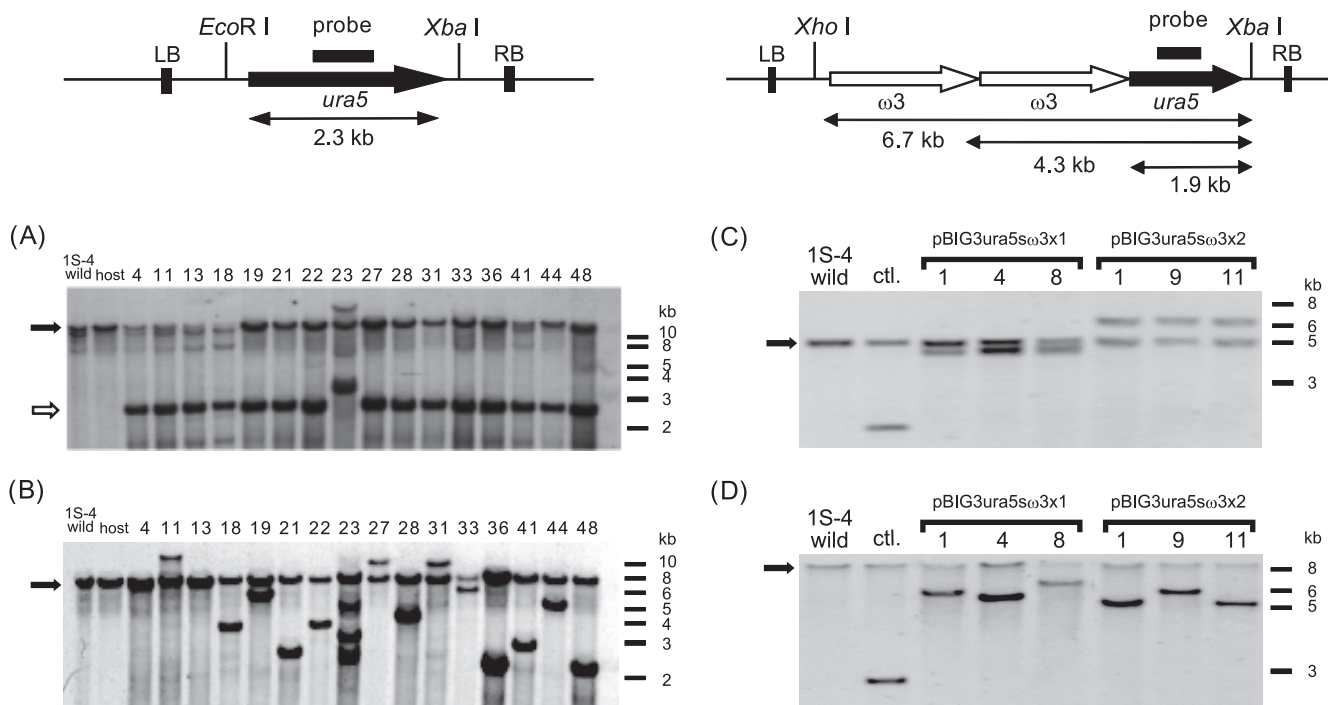 EcoR I
probe
Xba I
LB
RB
ura5
2.3 kb
Xho I
probe
Xba I
LB
RB
ω3
ω3
ura5
6.7 kb
4.3 kb
1.9 kb
(A)
1S-4
wild host 4 11 13 18 19 21 22 23 27 28 31 33 36 41 44 48
kb
10
8
5
4
3
2
(B)
1S-4
wild host 4 11 13 18 19 21 22 23 27 28 31 33 36 41 44 48
kb
10
8
6
5
4
3
2
(C)
pBIG3ura5sω3x1 pBIG3ura5sω3x2
1S-4
wild ctl. 1 4 8 1 9 11
kb
8
6
5
3
(D)
pBIG3ura5sω3x1 pBIG3ura5sω3x2
1S-4
wild ctl. 1 4 8 1 9 11
kb
8
6
5
3